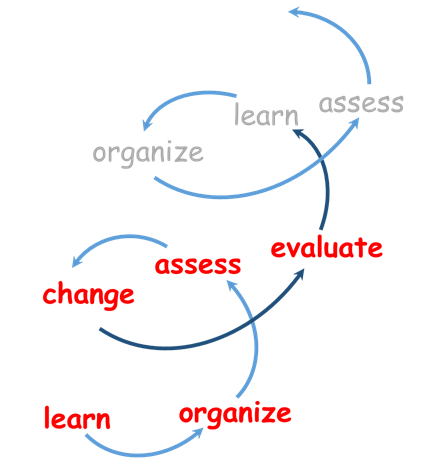 assess
learn
organize
evaluate
assess
change
organize
learn